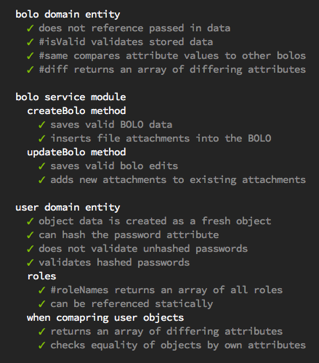 bolo domain entity
✓ does not reference passed in data
✓ #isValid validates stored data
✓ #same compares attribute values to other bolos
✓ #diff returns an array of differing attributes
bolo service module
createBolo method
✓ saves valid BOLO data
✓ inserts file attachments into the BOLO
updateBolo method
✓ saves valid bolo edits
✓ adds new attachments to existing attachments
user domain entity
✓ object data is created as a fresh object
✓ can hash the password attribute
✓ does not validate unhashed passwords
✓ validates hashed passwords
roles
✓ #roleNames returns an array of all roles
✓ can be referenced statically
when comapring user objects
✓ returns an array of differing attributes
✓ checks equality of objects by own attributes